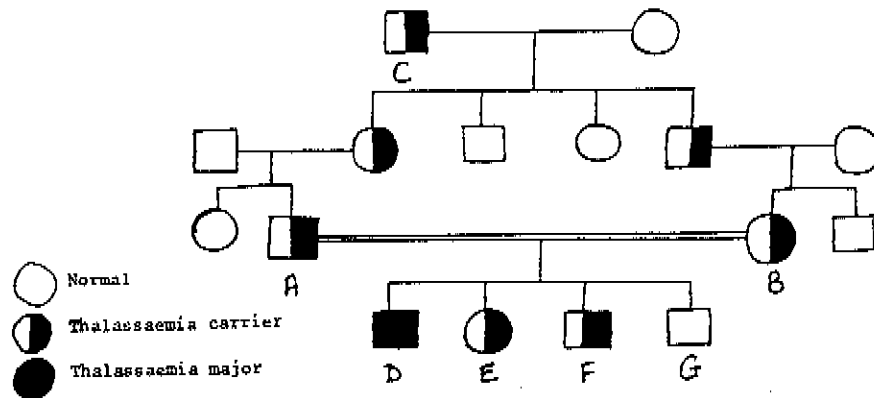 C
A
B
Normal
Thalassaemia carrier
Thalassaemia major
D E F G